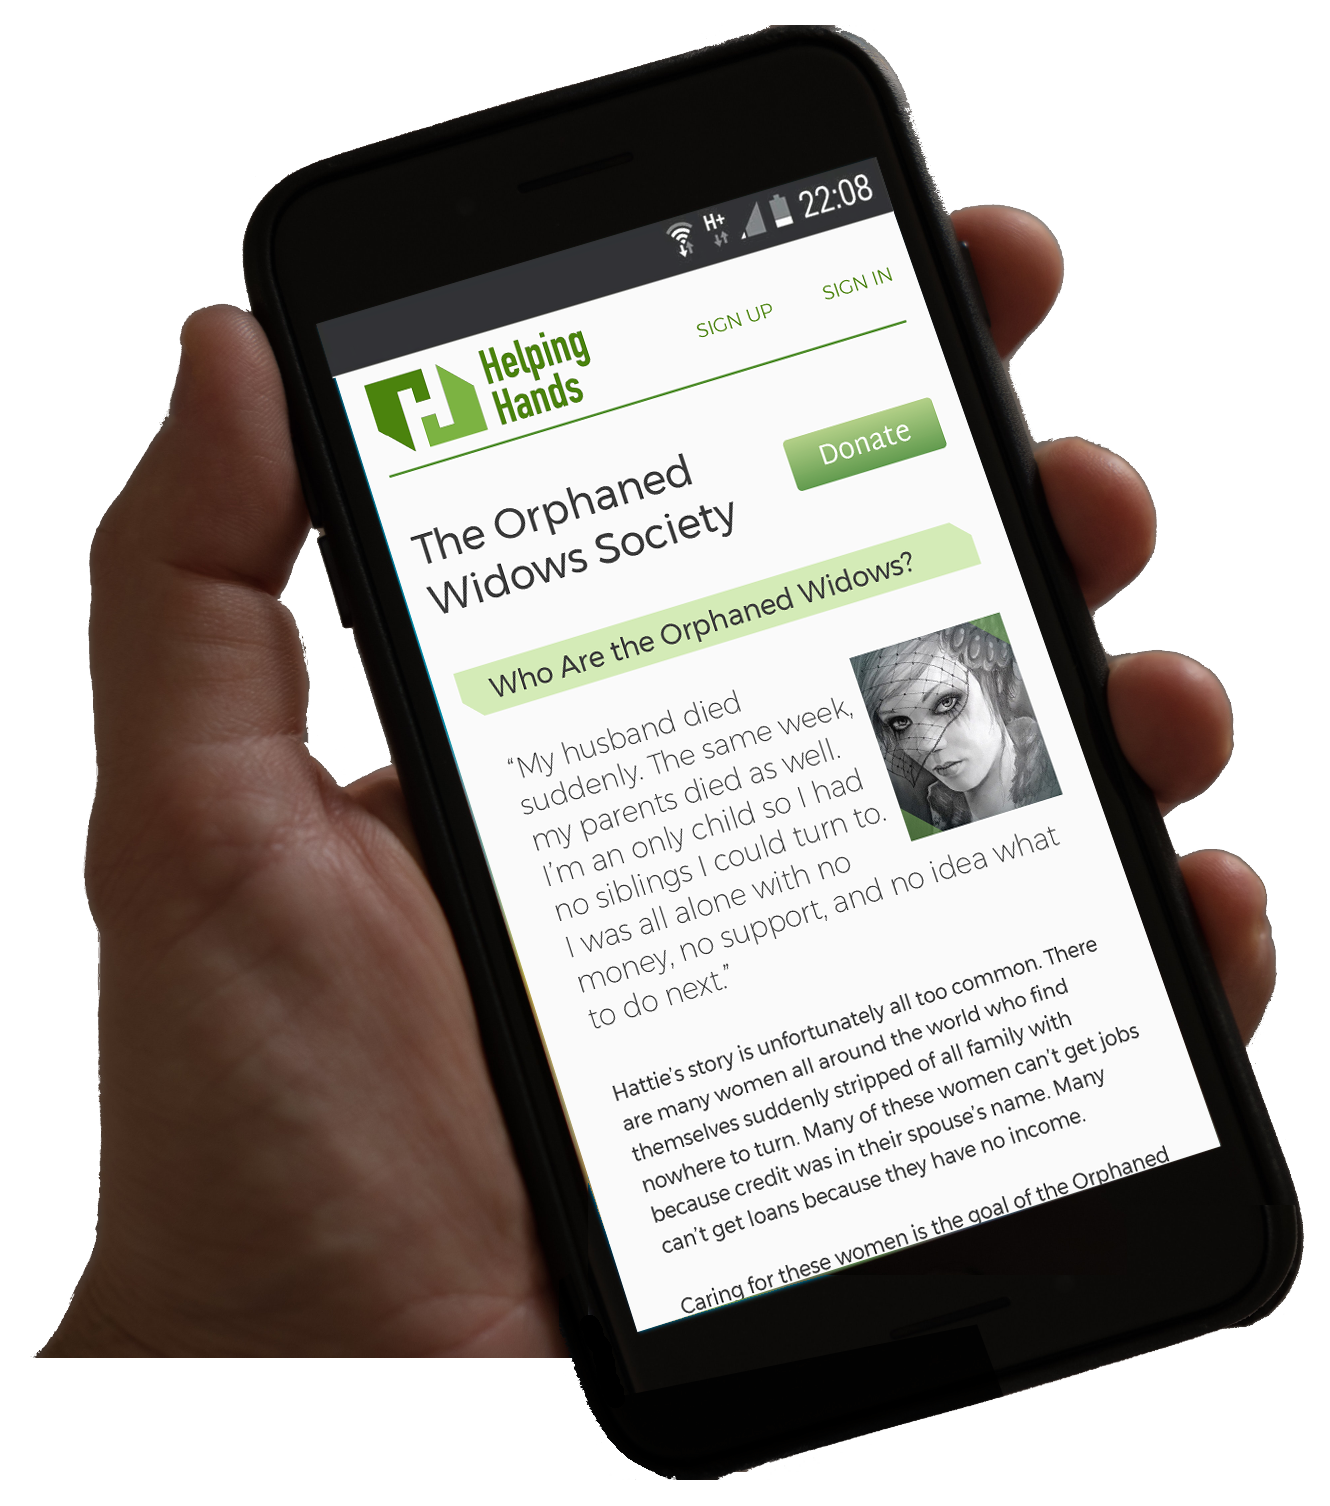 H+ 22:08
Helping
Hands
SIGN UP SIGN IN
Donate
The Orphaned
Widows Society
Who Are the Orphaned Widows?
“My husband died
suddenly. The same week,
my parents died as well.
I’m an only child so I had
no siblings I could turn to.
I was all alone with no
money, no support, and no idea what
to do next.”
Hattie’s story is unfortunately all too common. There
are many women all around the world who find
themselves suddenly stripped of all family with
nowhere to turn. Many of these women can’t get jobs
because credit was in their spouse’s name. Many
can’t get loans because they have no income.
Caring for these women is the goal of the Orphaned